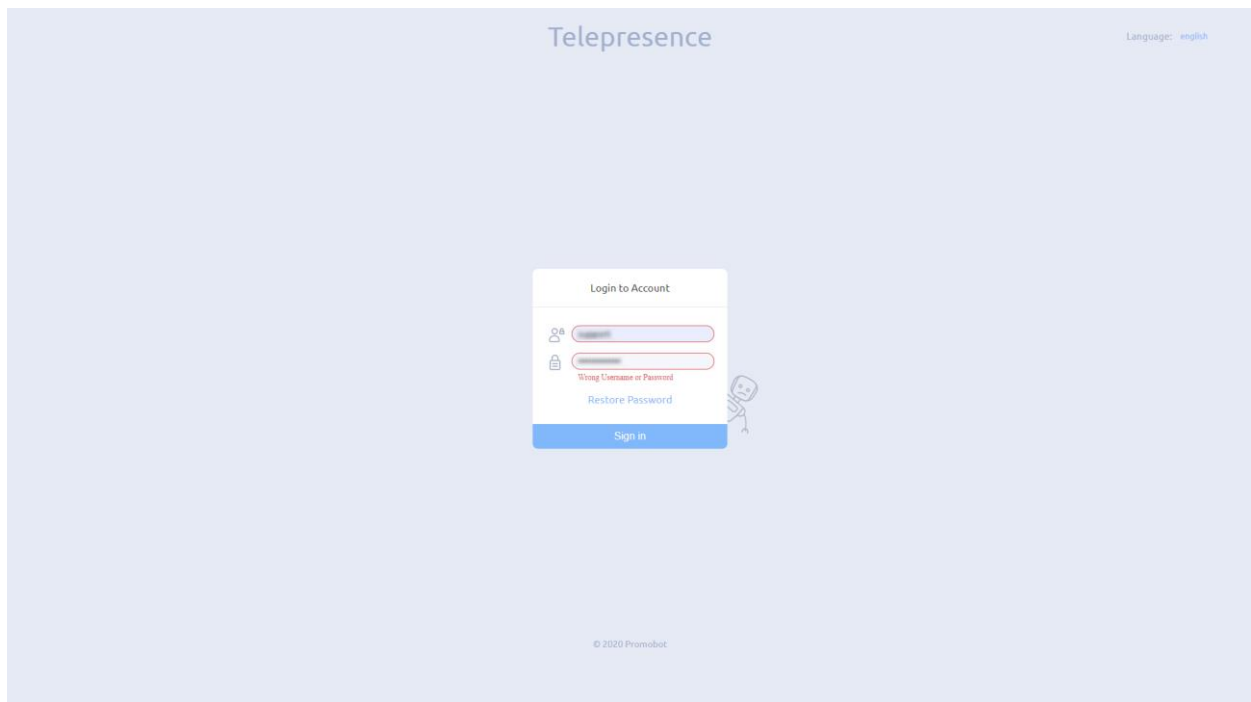 Telepresence
Language: english
Login to Account
Wrong Username or Password
Restore Password
Sign in
© 2020 Promobot